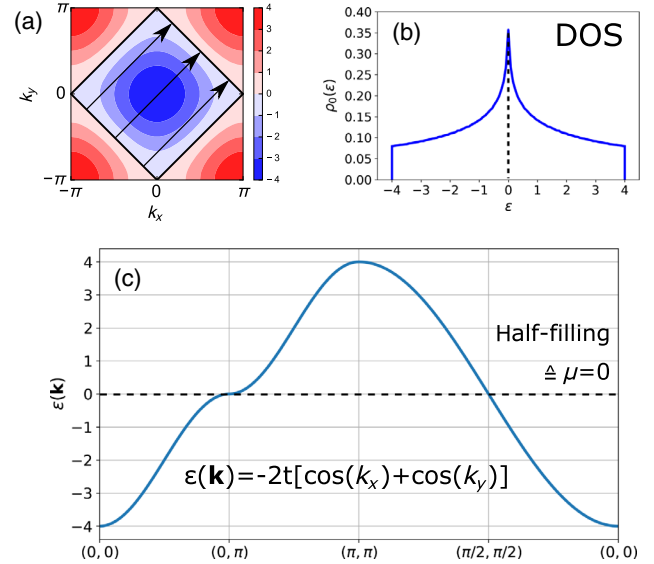 (a)
π
0
−π
k_y
−π
0
π
k_x
4
3
2
1
0
−1
−2
−3
−4
(b)
DOS
0.40
0.35
0.30
0.25
0.20
0.15
0.10
0.05
0.00
ρ₀(ε)
−4 −3 −2 −1 0 1 2 3 4
ε
(c)
4
3
2
1
0
−1
−2
−3
−4
ε(k)
Half-filling
≙ μ=0
ε(k)=-2t[cos(k_x)+cos(k_y)]
(0, 0) (0, π) (π, π) (π/2, π/2) (0, 0)